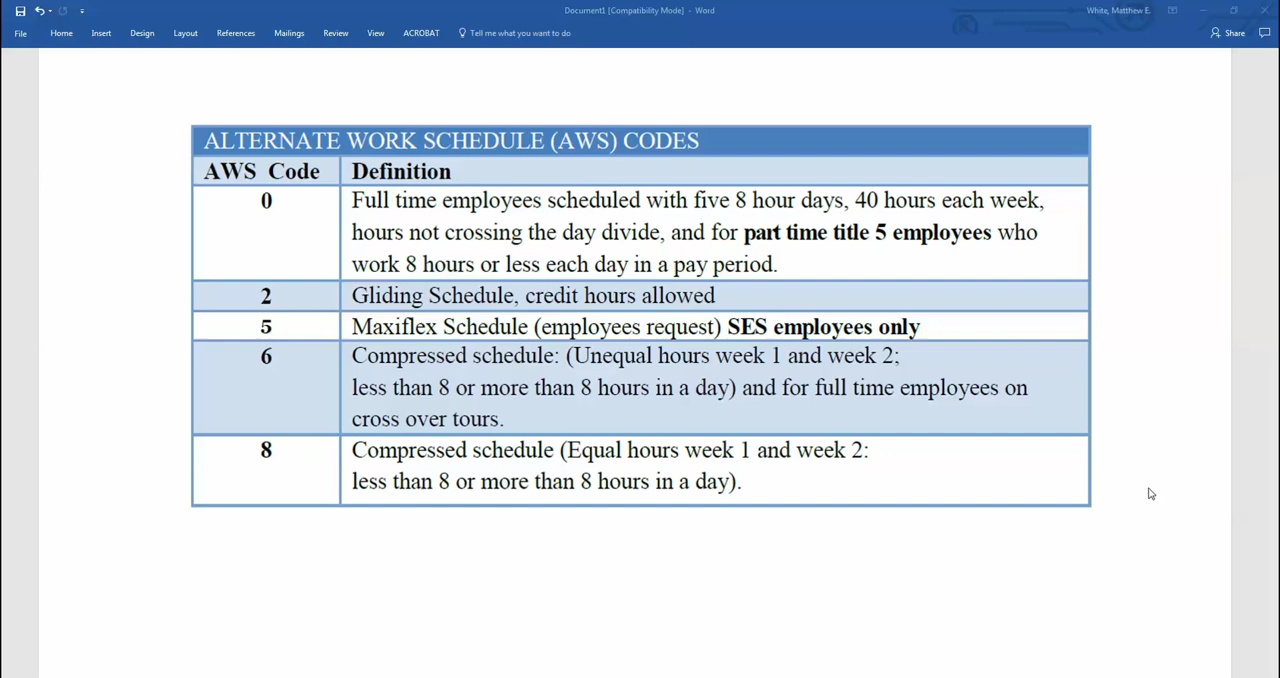 Document1 [Compatibility Mode] - Word
White, Matthew E.
File Home Insert Design Layout References Mailings Review View ACROBAT Tell me what you want to do Share
ALTERNATE WORK SCHEDULE (AWS) CODES
AWS Code Definition
0 Full time employees scheduled with five 8 hour days, 40 hours each week,
hours not crossing the day divide, and for part time title 5 employees who
work 8 hours or less each day in a pay period.
2 Gliding Schedule, credit hours allowed
5 Maxiflex Schedule (employees request) SES employees only
6 Compressed schedule: (Unequal hours week 1 and week 2;
less than 8 or more than 8 hours in a day) and for full time employees on
cross over tours.
8 Compressed schedule (Equal hours week 1 and week 2:
less than 8 or more than 8 hours in a day).